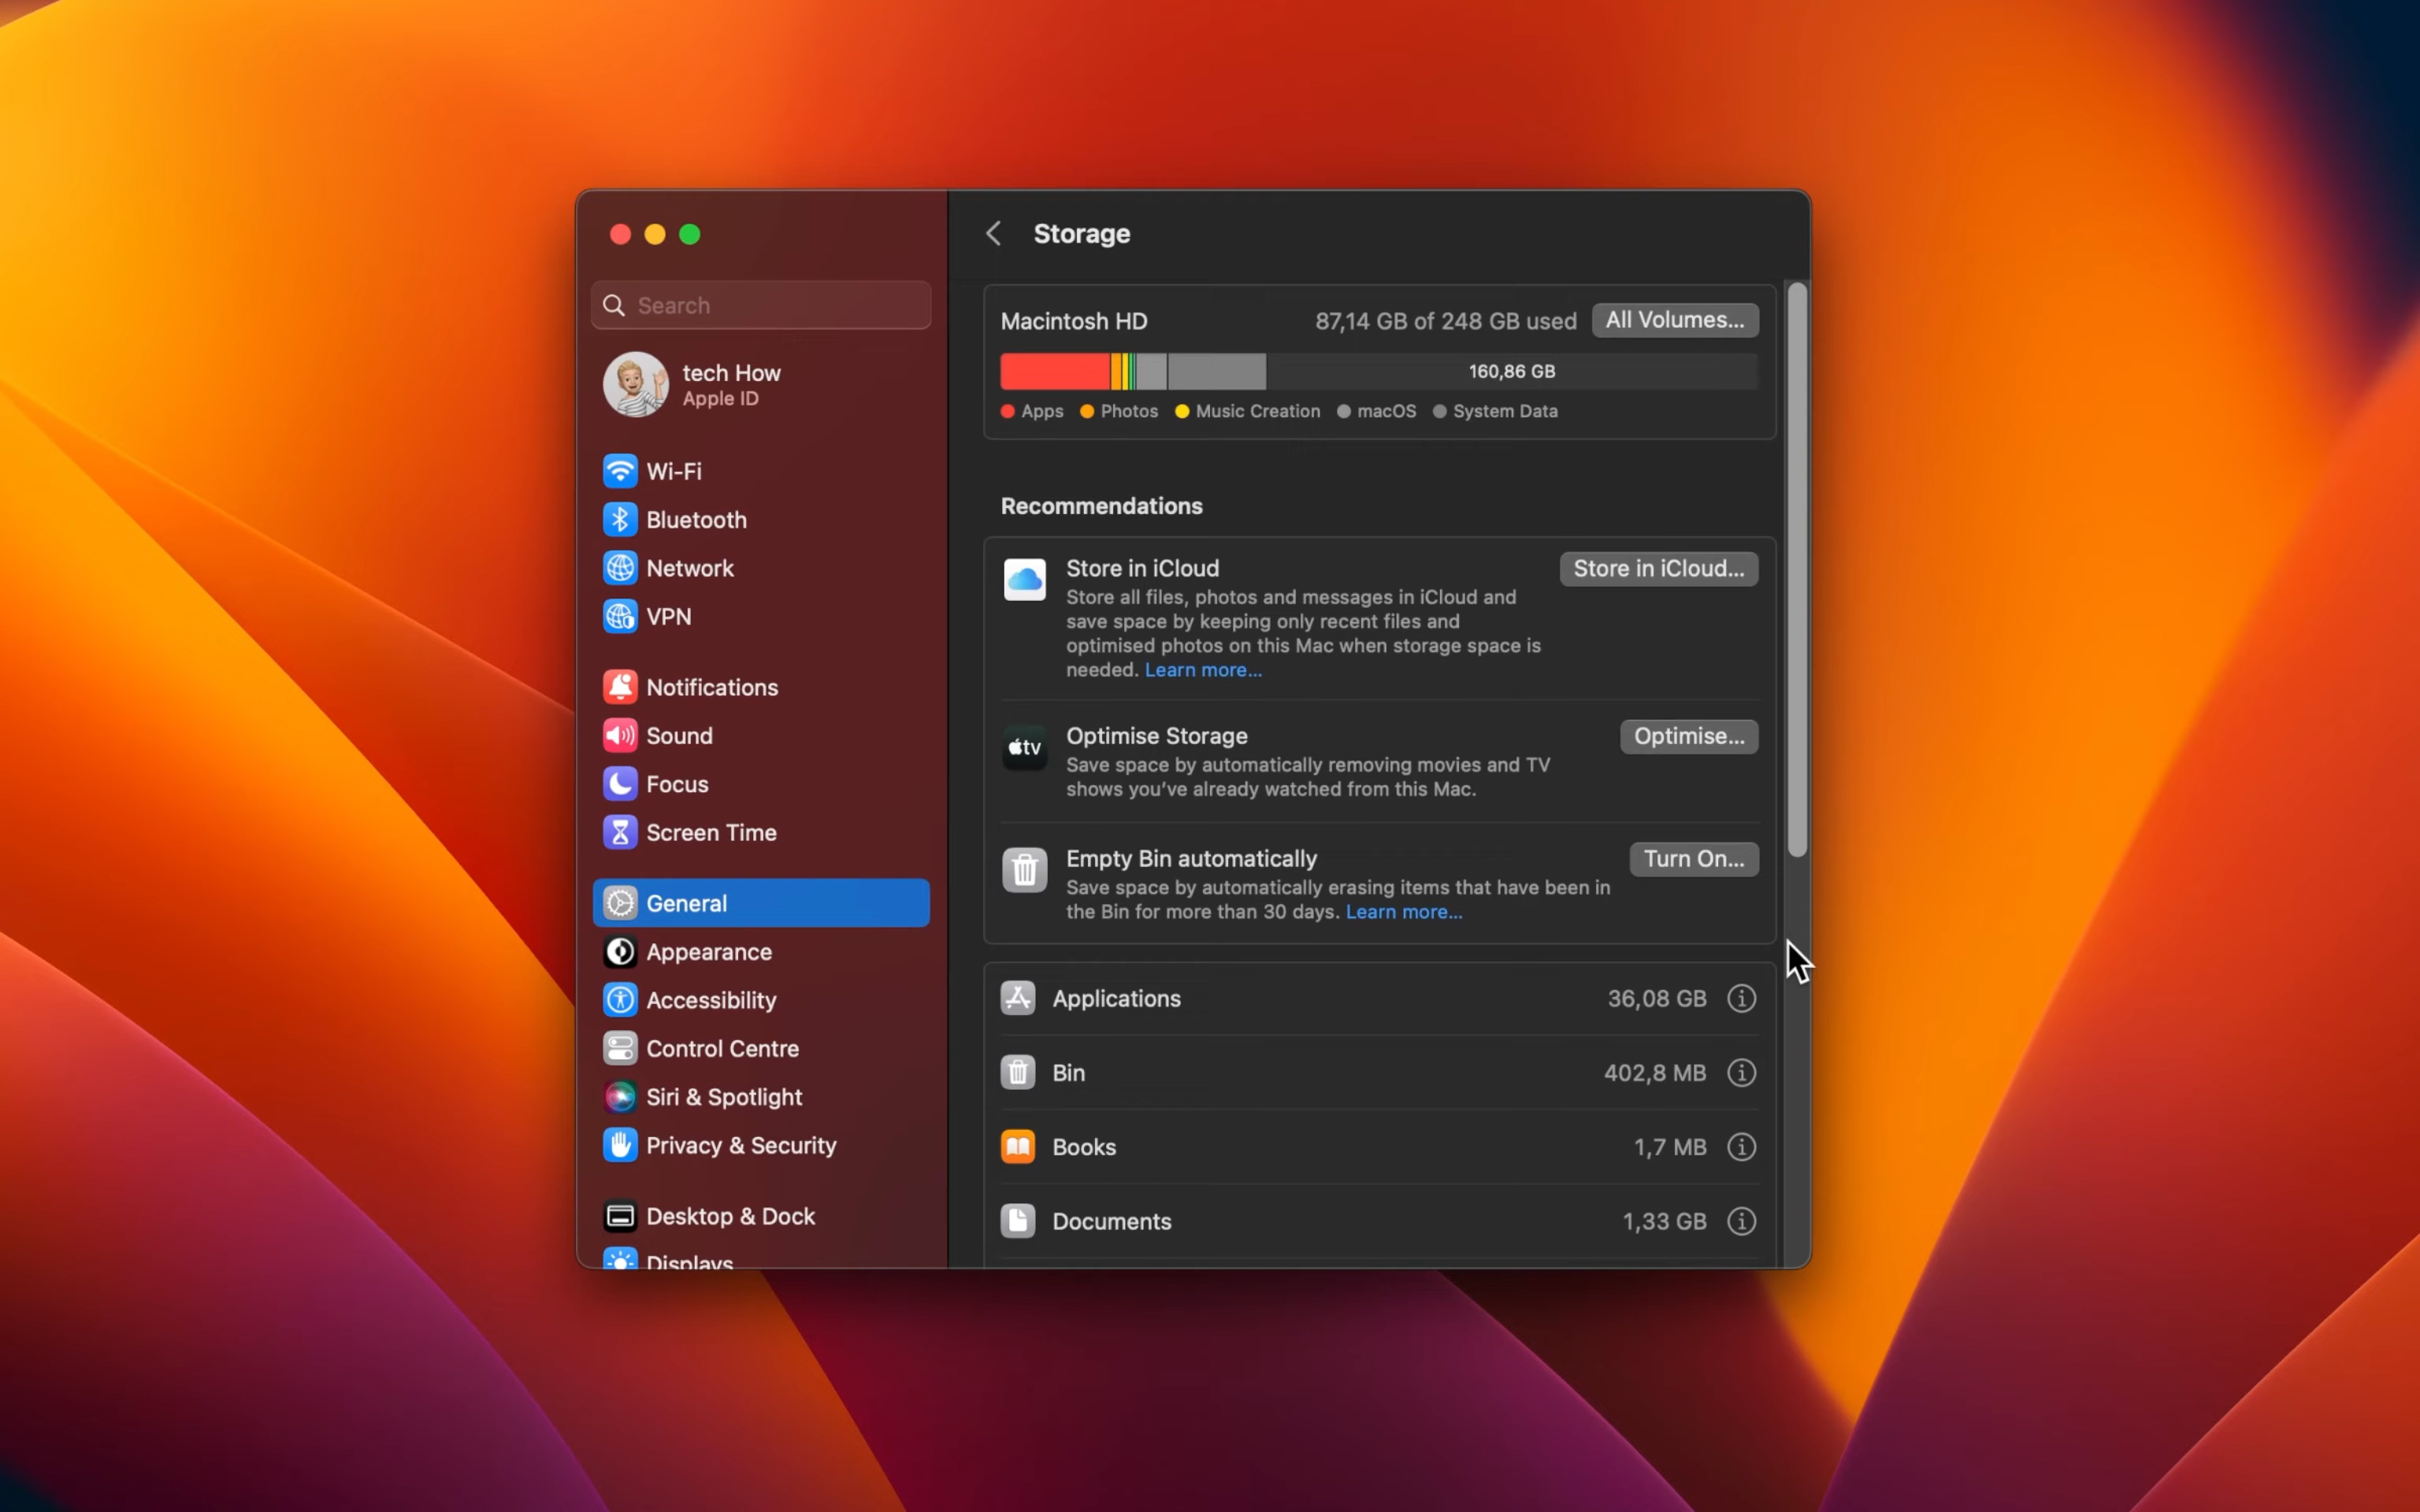 Search
tech How
Apple ID
Wi-Fi
Bluetooth
Network
VPN
Notifications
Sound
Focus
Screen Time
General
Appearance
Accessibility
Control Centre
Siri & Spotlight
Privacy & Security
Desktop & Dock
Displays
Storage
Macintosh HD 87,14 GB of 248 GB used All Volumes...
160,86 GB
Apps Photos Music Creation macOS System Data
Recommendations
Store in iCloud Store in iCloud...
Store all files, photos and messages in iCloud and
save space by keeping only recent files and
optimised photos on this Mac when storage space is
needed. Learn more...
tv
Optimise Storage Optimise...
Save space by automatically removing movies and TV
shows you've already watched from this Mac.
Empty Bin automatically Turn On...
Save space by automatically erasing items that have been in
the Bin for more than 30 days. Learn more...
Applications 36,08 GB
Bin 402,8 MB
Books 1,7 MB
Documents 1,33 GB